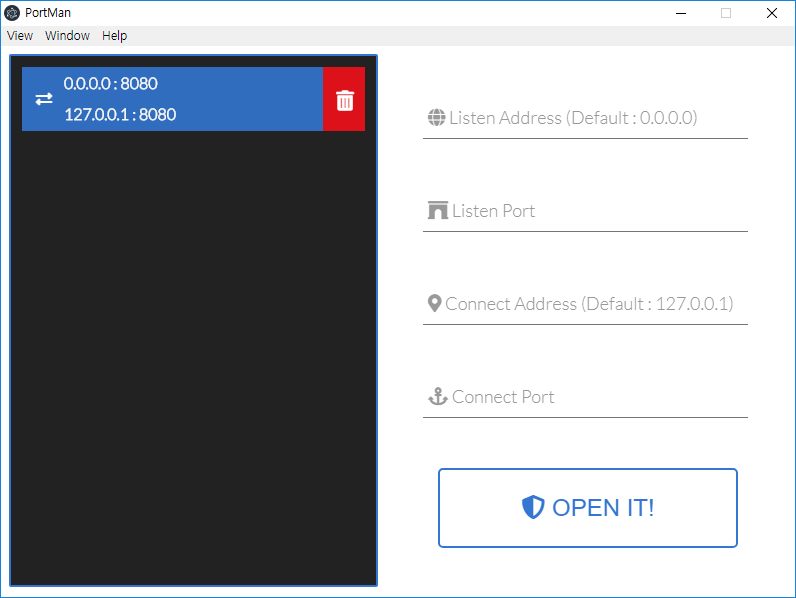 PortMan
View Window Help
0.0.0.0 : 8080
127.0.0.1 : 8080
Listen Address (Default : 0.0.0.0)
Listen Port
Connect Address (Default : 127.0.0.1)
Connect Port
OPEN IT!